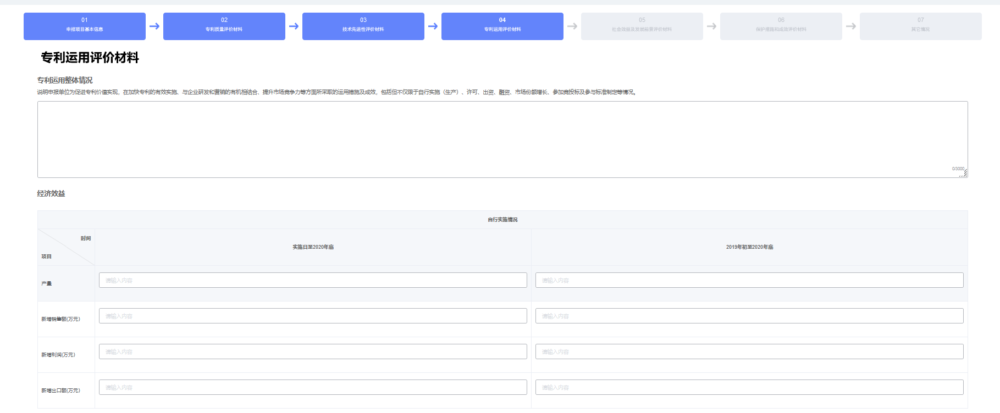 01
申报项目基本信息
02
专利质量评价材料
03
技术先进性评价材料
04
专利运用评价材料
05
社会效益及发展前景评价材料
06
保护措施和成效评价材料
07
其它情况
专利运用评价材料
专利运用整体情况
说明申报单位为促进专利价值实现，在加快专利的有效实施、与企业研发和营销的有机相结合、提升市场竞争力等方面所采取的运用措施及成效，包括但不仅限于自行实施（生产）、许可、出资、融资、市场份额增长、参加竞投标及参与标准制定等情况。
0/3000
经济效益
自行实施情况
时间
项目
实施日至2020年底
2019年初至2020年底
产量
请输入内容
请输入内容
新增销售额(万元)
请输入内容
请输入内容
新增利润(万元)
请输入内容
请输入内容
新增出口额(万元)
请输入内容
请输入内容